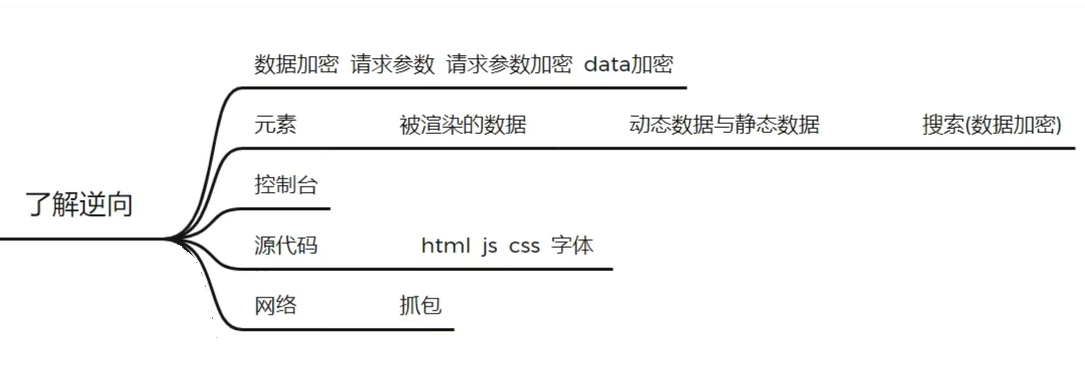 数据加密 请求参数 请求参数加密 data加密
元素 被渲染的数据 动态数据与静态数据 搜索(数据加密)
控制台
了解逆向
源代码 html js css 字体
网络 抓包